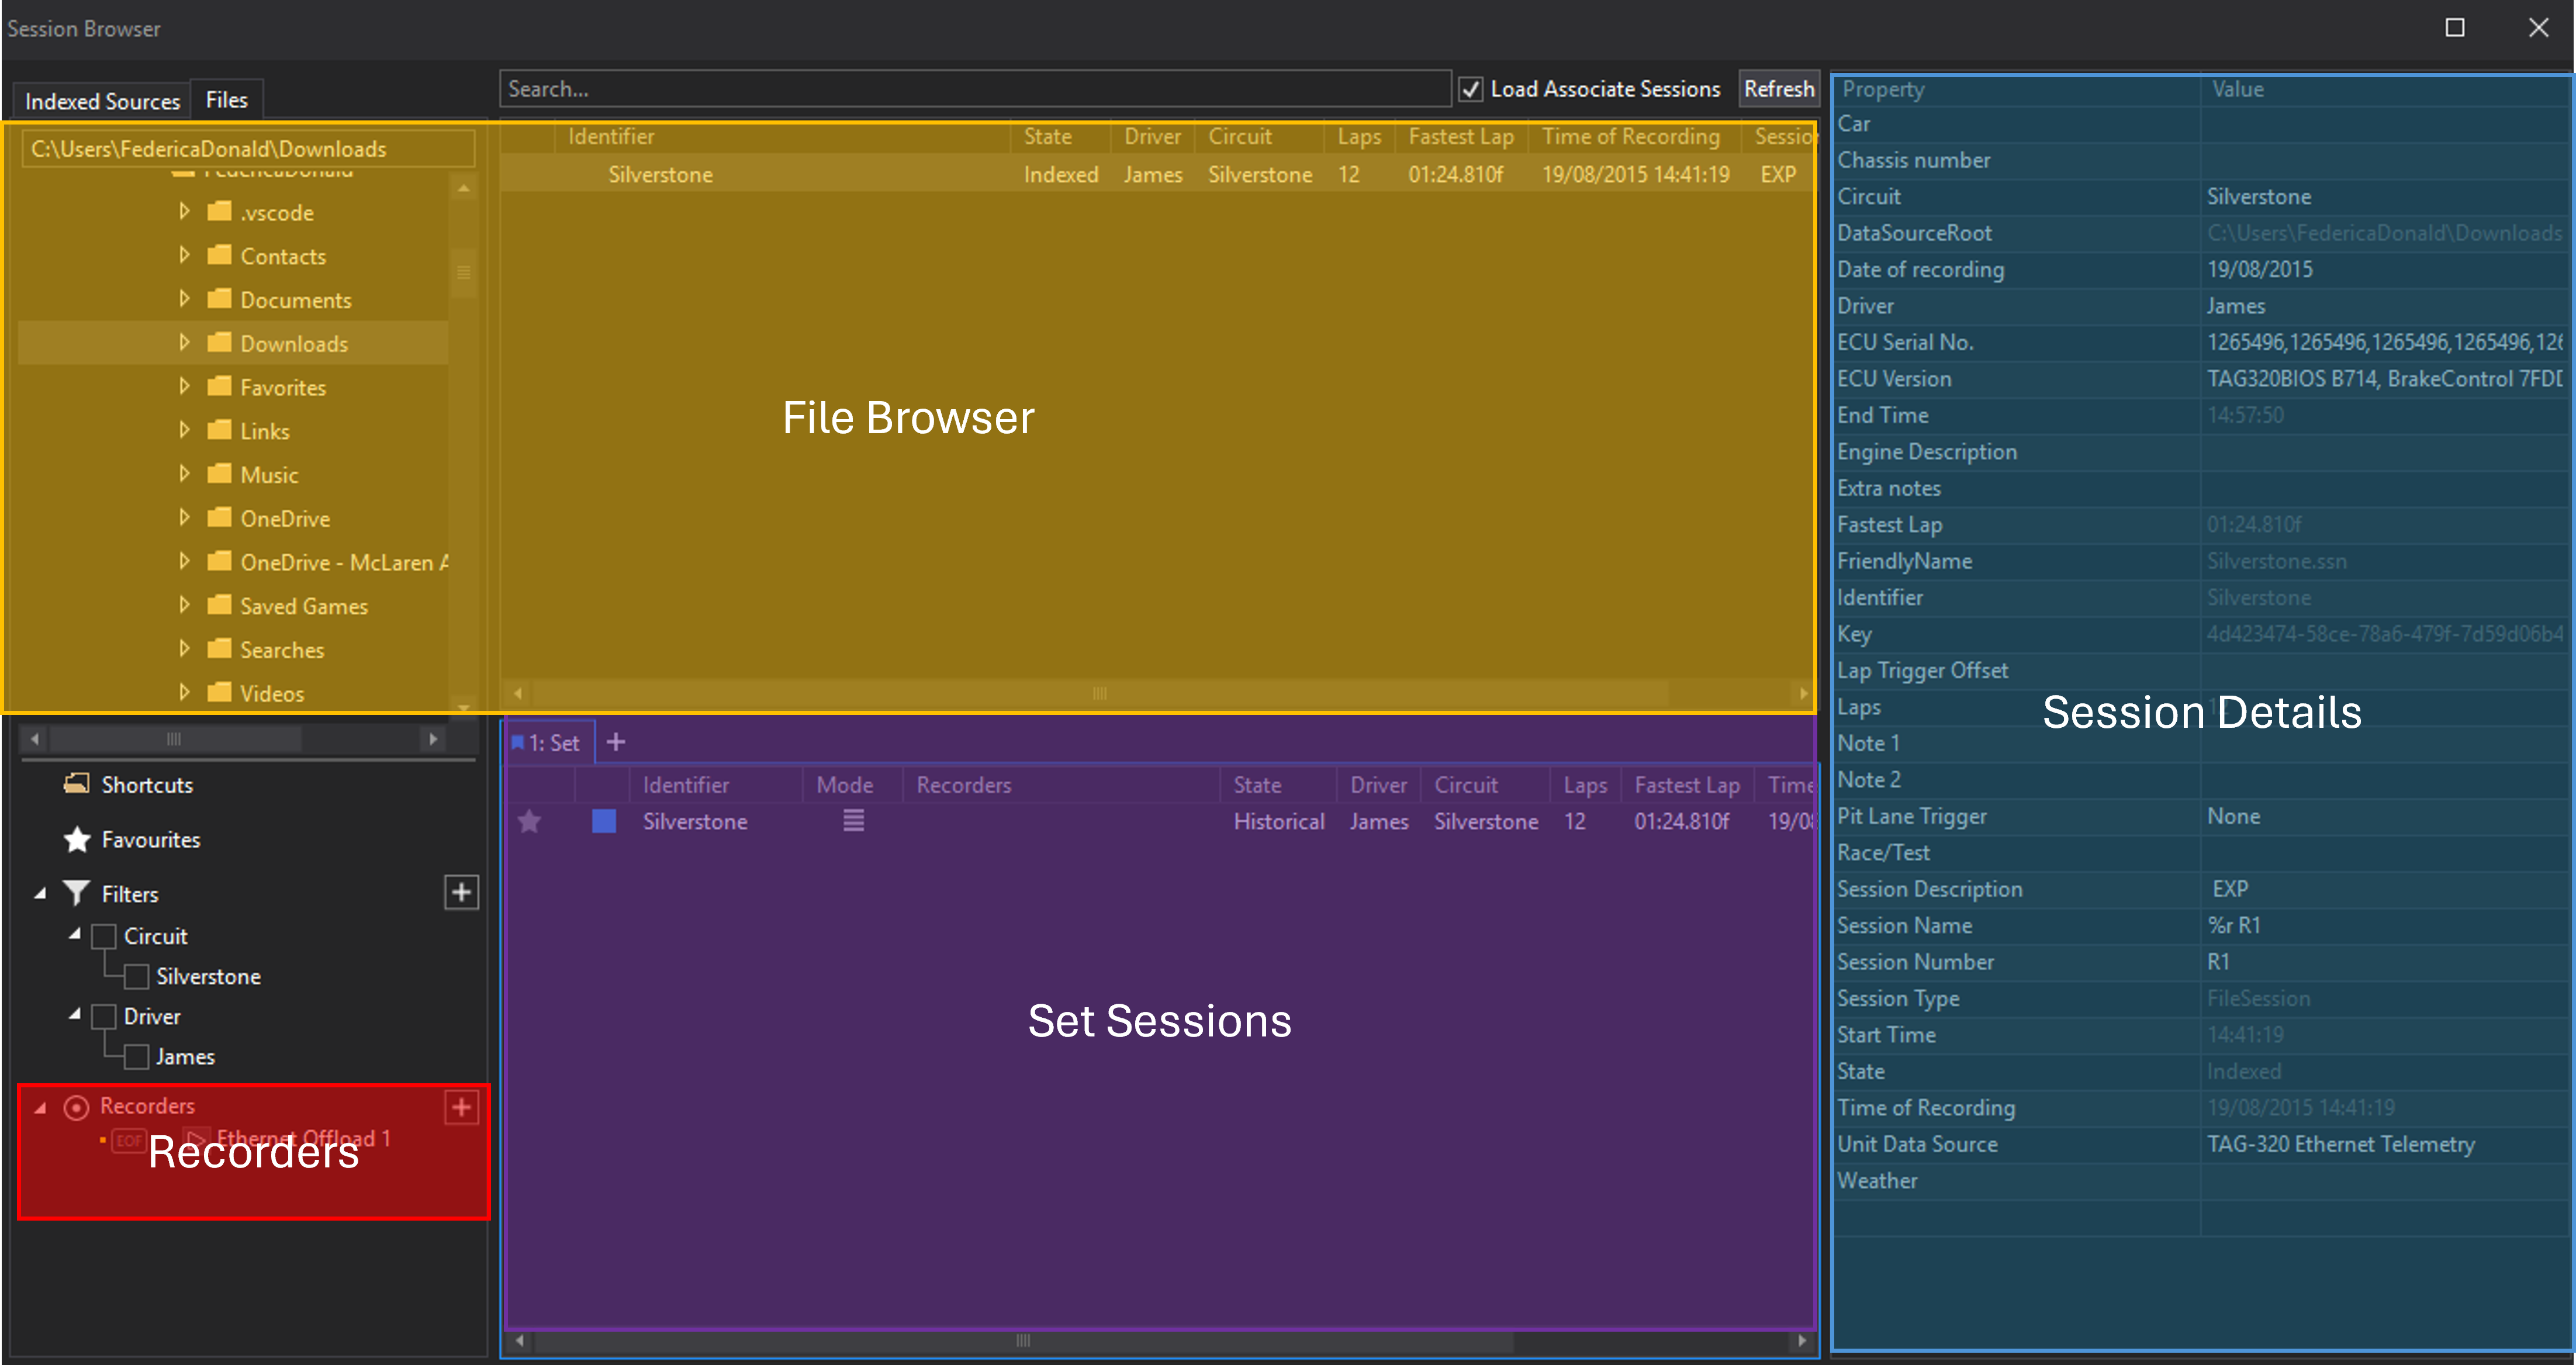 Session Browser
Indexed Sources Files
Search... Load Associate Sessions Refresh
C:\Users\FedericaDonald\Downloads
FedericaDonald
.vscode
Contacts
Documents
Downloads
Favorites
Links
Music
OneDrive
OneDrive - McLaren A
Saved Games
Searches
Videos
Shortcuts
Favourites
Filters
Circuit
Silverstone
Driver
James
Recorders
EOF Ethernet Offload 1
Recorders
Identifier State Driver Circuit Laps Fastest Lap Time of Recording Sessio
Silverstone Indexed James Silverstone 12 01:24.810f 19/08/2015 14:41:19 EXP
File Browser
1: Set +
Identifier Mode Recorders State Driver Circuit Laps Fastest Lap Time
Silverstone Historical James Silverstone 12 01:24.810f 19/08
Set Sessions
Property Value
Car
Chassis number
Circuit Silverstone
DataSourceRoot C:\Users\FedericaDonald\Downloads
Date of recording 19/08/2015
Driver James
ECU Serial No. 1265496,1265496,1265496,1265496,126
ECU Version TAG320BIOS B714, BrakeControl 7FD
End Time 14:57:50
Engine Description
Extra notes
Fastest Lap 01:24.810f
FriendlyName Silverstone.ssn
Identifier Silverstone
Key 4d423474-58ce-78a6-479f-7d59d06b4
Lap Trigger Offset
Laps
Session Details
Note 1
Note 2
Pit Lane Trigger None
Race/Test
Session Description EXP
Session Name %r R1
Session Number R1
Session Type FileSession
Start Time 14:41:19
State Indexed
Time of Recording 19/08/2015 14:41:19
Unit Data Source TAG-320 Ethernet Telemetry
Weather